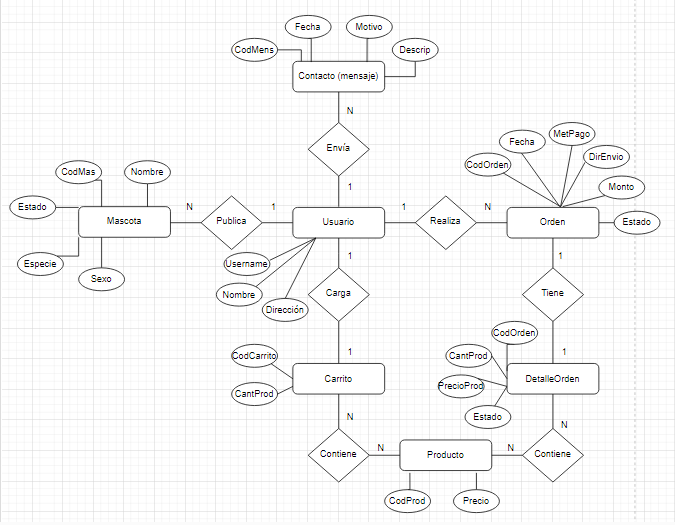 Fecha
Motivo
CodMens
Descrip
Contacto (mensaje)
N
Envía
1
CodMas
Nombre
Estado
Mascota
Especie
Sexo
N
Publica
1
Usuario
Username
Nombre
Dirección
1
Realiza
N
Fecha
MetPago
CodOrden
DirEnvio
Monto
Orden
Estado
1
Carga
1
1
Tiene
1
CodCarrito
CantProd
Carrito
CodOrden
CantProd
PrecioProd
Estado
DetalleOrden
N
Contiene
N
Producto
N
Contiene
N
CodProd
Precio